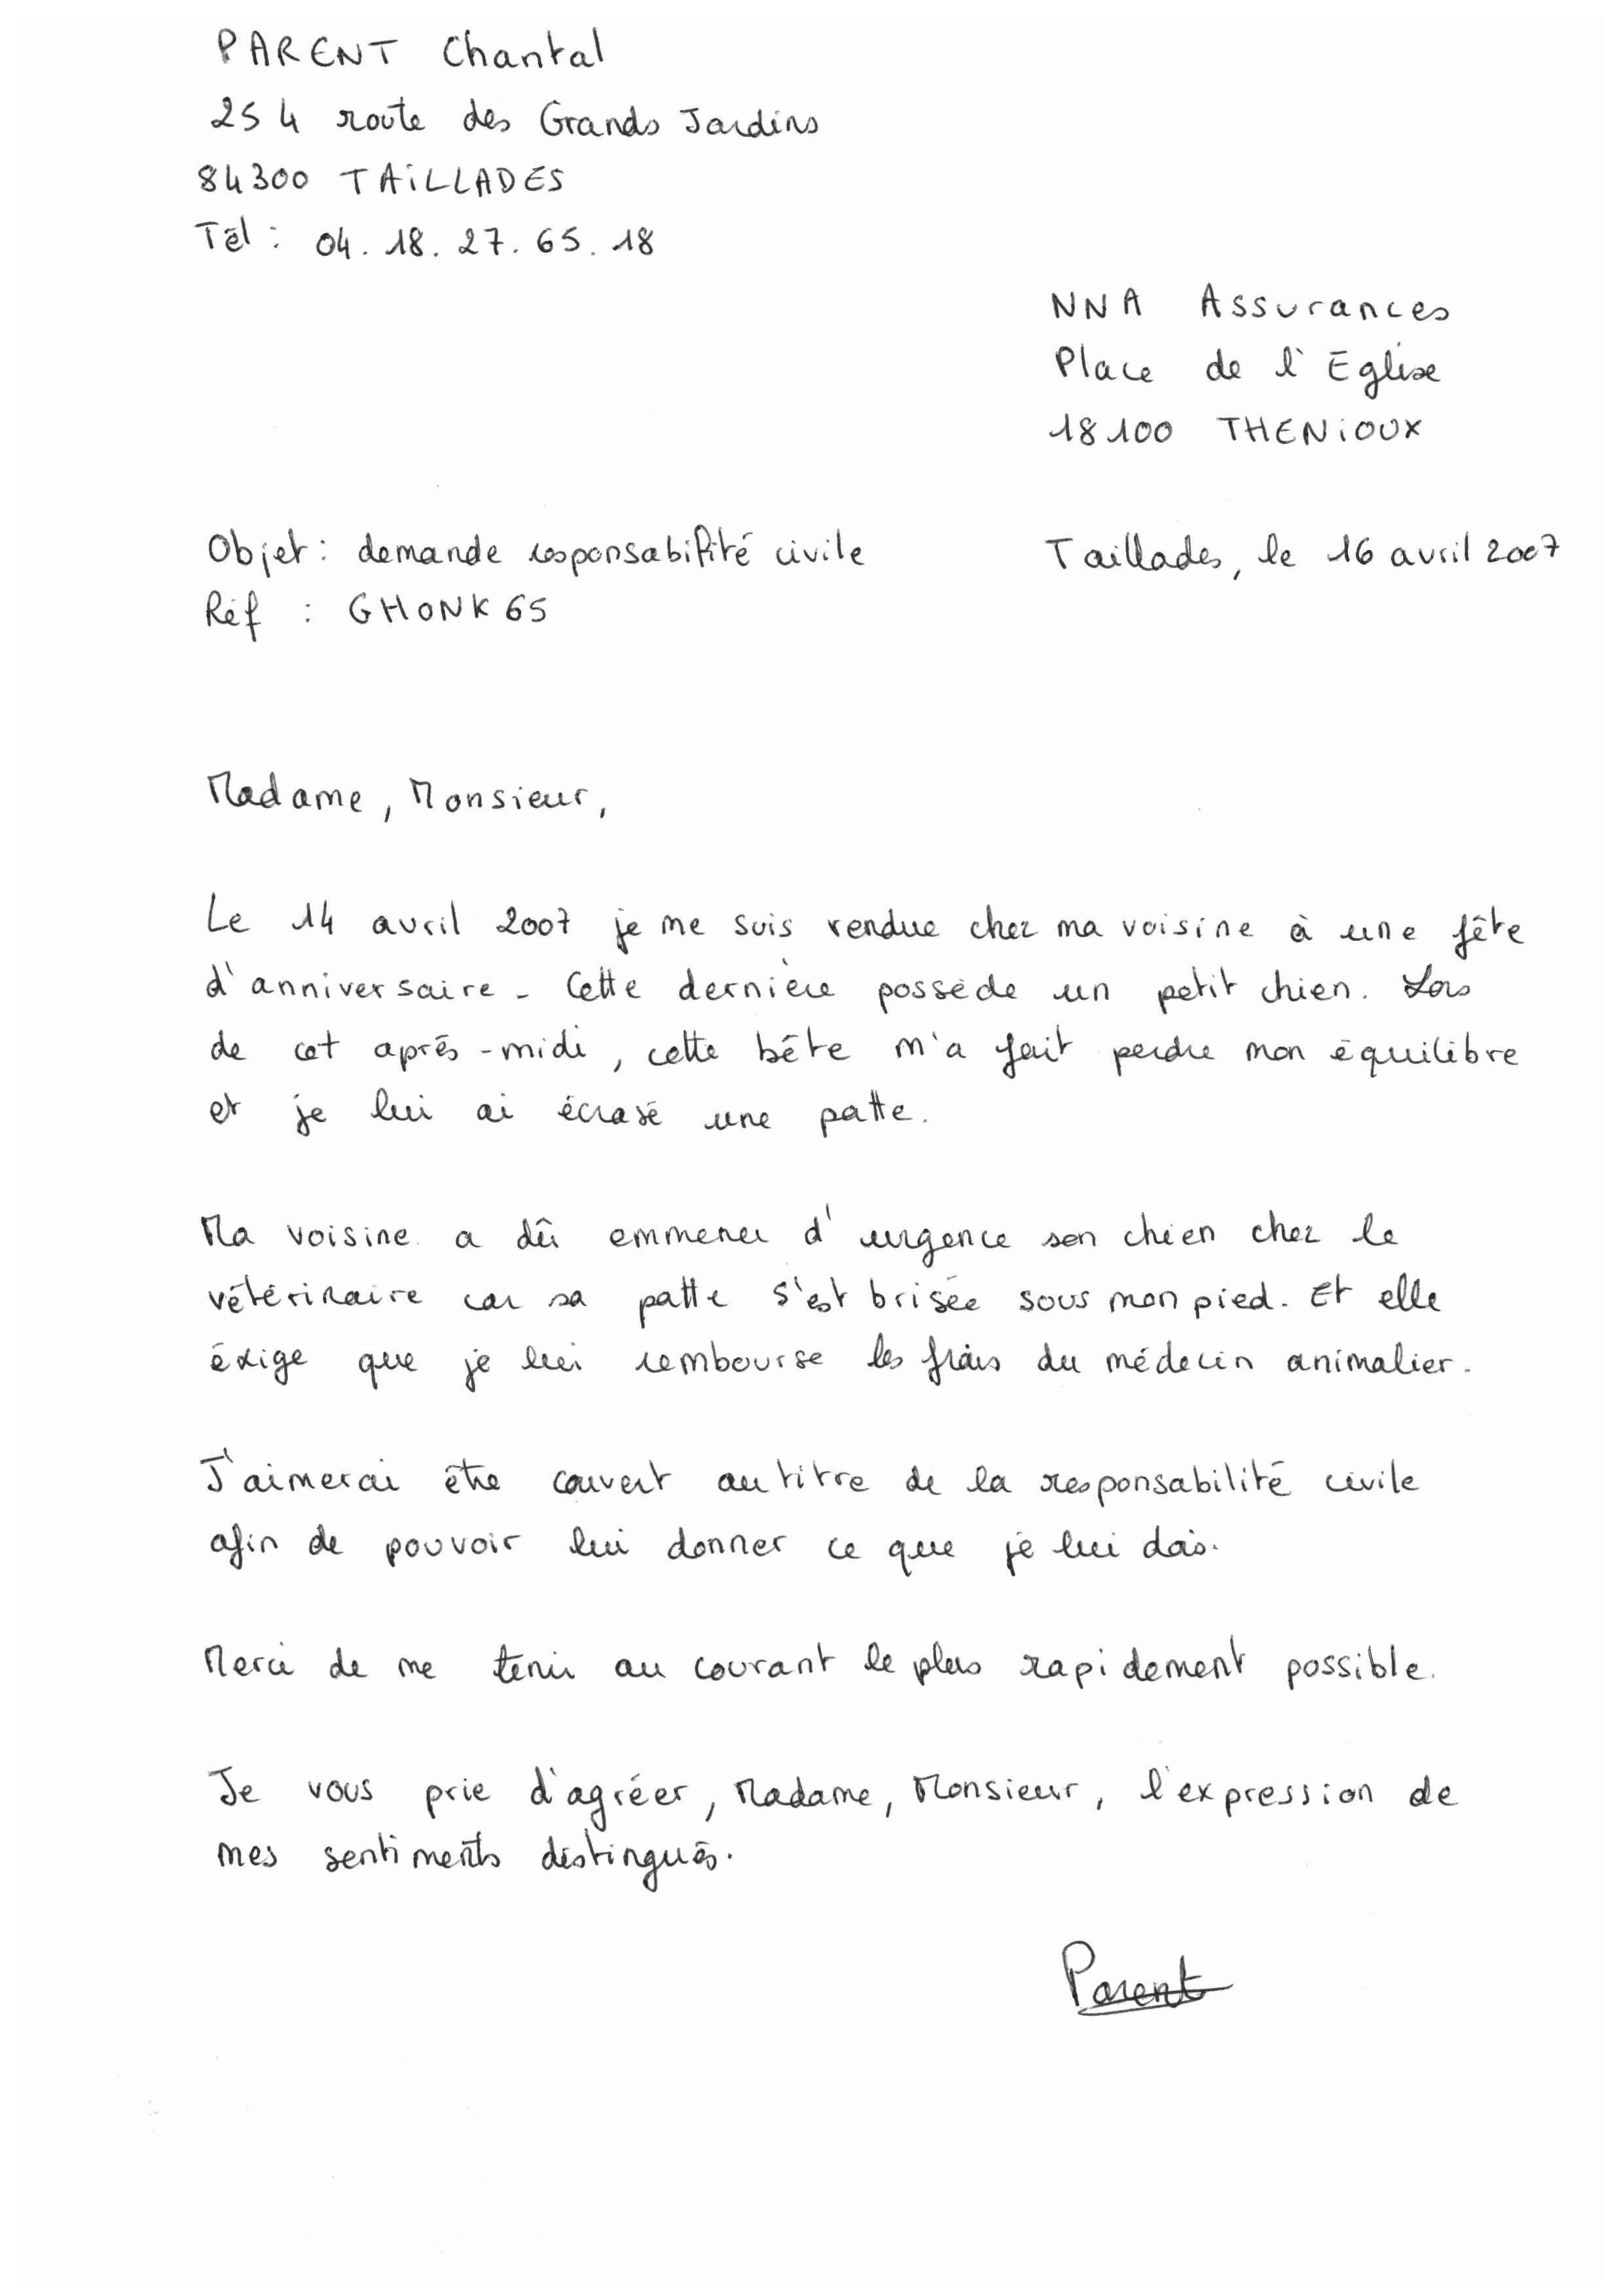 PARENT Chantal
254 route des Grands Jardins
84300 TAILLADES
Tél : 04. 18. 27. 65. 18
NNA Assurances
Place de l'Eglise
18100 THENIOUX
Objet : demande responsabilité civile
Taillades, le 16 avril 2007
Réf : GHONK65
Madame, Monsieur,
Le 14 avril 2007 je me suis rendue chez ma voisine à une fête
d'anniversaire. Cette dernière possède un petit chien. Lors
de cet après-midi, cette bête m'a fait perdre mon équilibre
et je lui ai écrasé une patte.
Ma voisine a dû emmener d'urgence son chien chez le
vétérinaire car sa patte s'est brisée sous mon pied. Et elle
éxige que je lui rembourse les frais du médecin animalier.
J'aimerai être couvert au titre de la responsabilité civile
afin de pouvoir lui donner ce que je lui dois.
Merci de me tenir au courant le plus rapidement possible.
Je vous prie d'agréer, Madame, Monsieur, l'expression de
mes sentiments distingués.
Parent